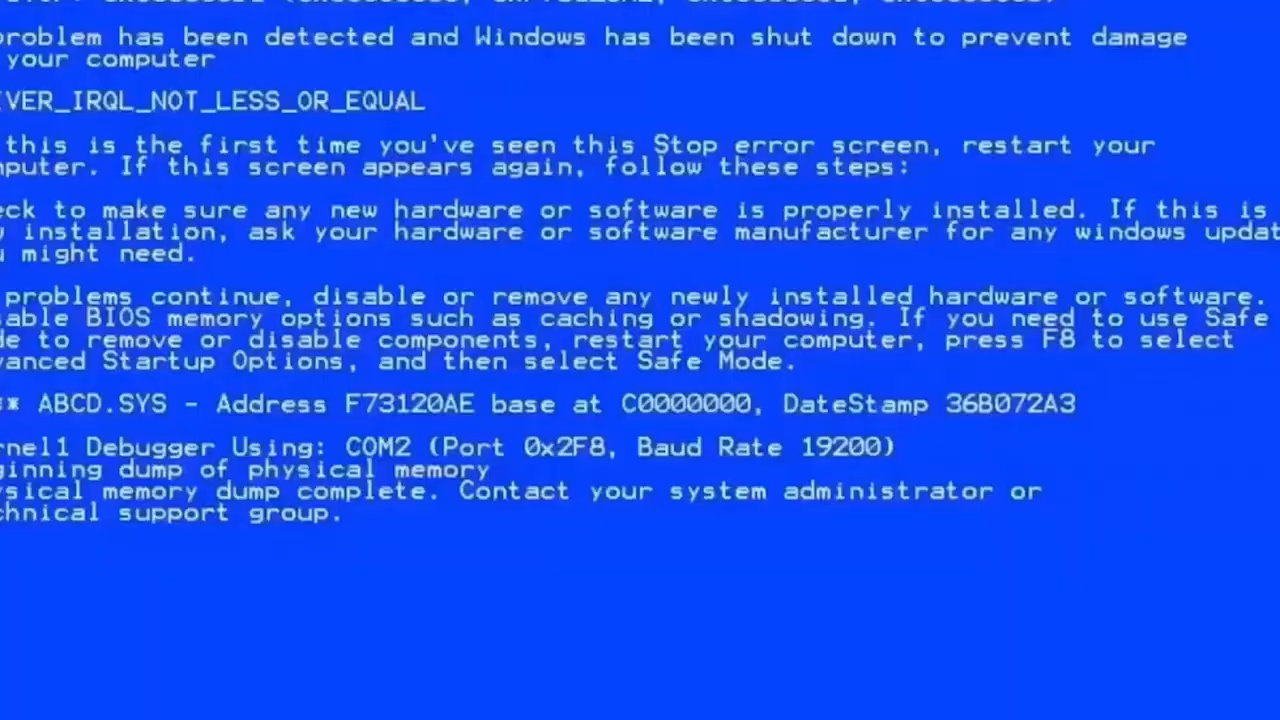 problem has been detected and Windows has been shut down to prevent damage
your computer
VER_IRQL_NOT_LESS_OR_EQUAL
this is the first time you've seen this Stop error screen, restart your
mputer. If this screen appears again, follow these steps:
eck to make sure any new hardware or software is properly installed. If this is
installation, ask your hardware or software manufacturer for any windows updat
might need.
problems continue, disable or remove any newly installed hardware or software.
able BIOS memory options such as caching or shadowing. If you need to use Safe
de to remove or disable components, restart your computer, press F8 to select
vanced Startup Options, and then select Safe Mode.
** ABCD.SYS - Address F73120AE base at C0000000, DateStamp 36B072A3
rnel1 Debugger Using: COM2 (Port 0x2F8, Baud Rate 19200)
ginning dump of physical memory
ysical memory dump complete. Contact your system administrator or
chnical support group.